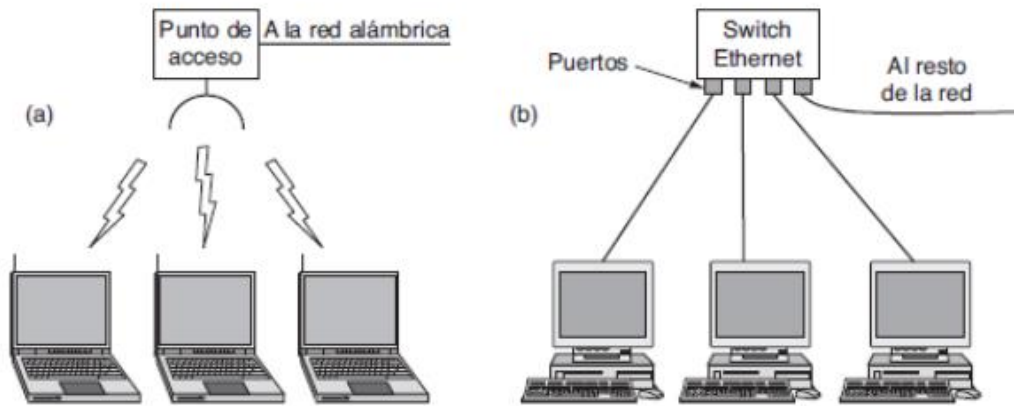 Punto de
acceso
A la red alámbrica
(a)
Switch
Ethernet
Puertos
Al resto
de la red
(b)